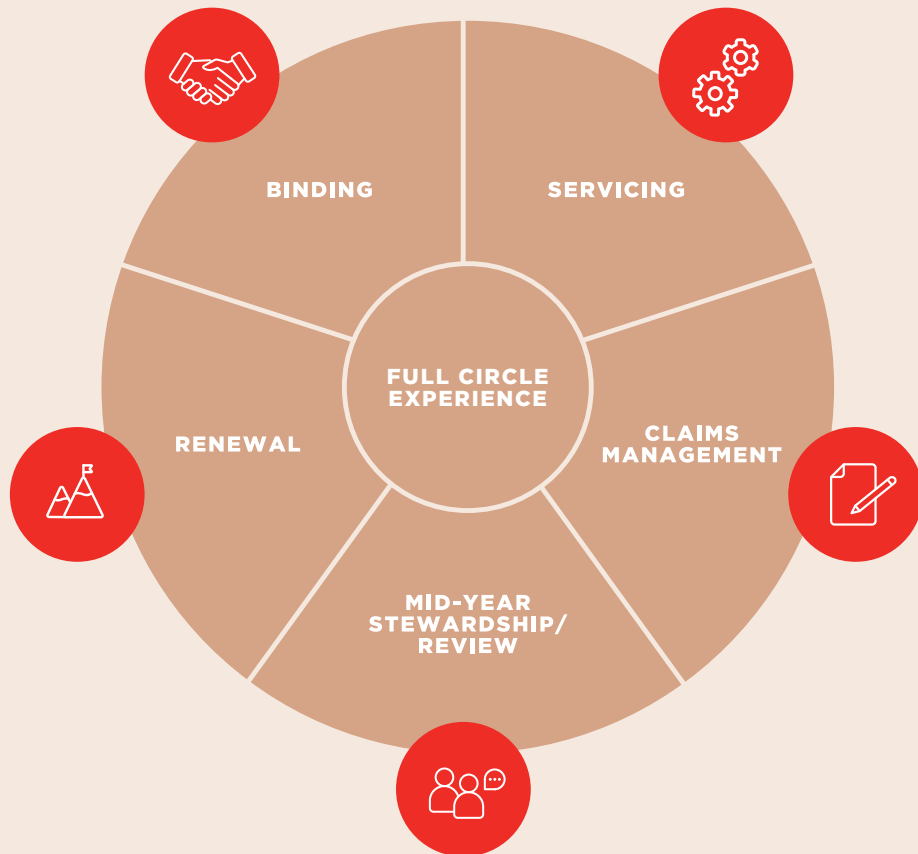 BINDING
SERVICING
FULL CIRCLE
EXPERIENCE
RENEWAL
CLAIMS
MANAGEMENT
MID-YEAR
STEWARDSHIP/
REVIEW